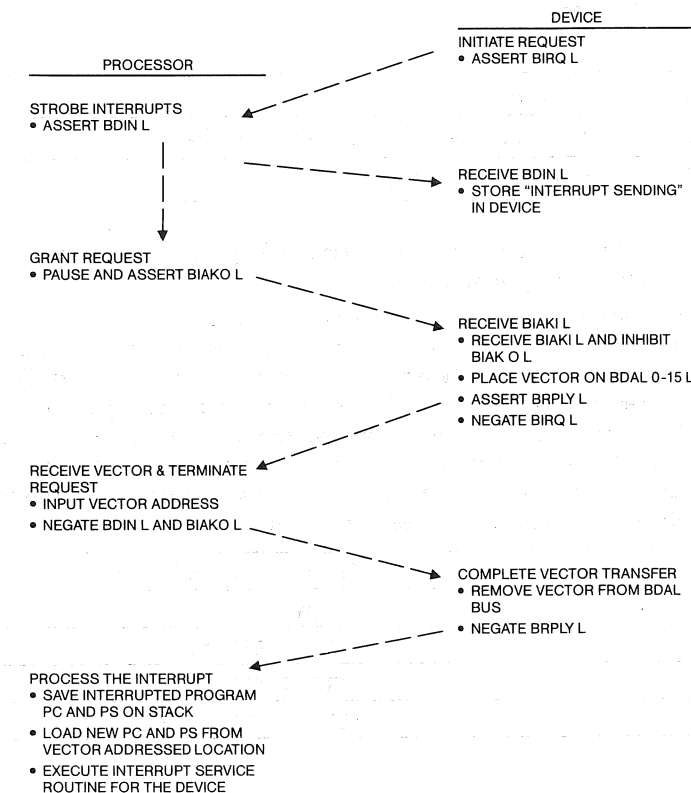 DEVICE
INITIATE REQUEST
• ASSERT BIRQ L
PROCESSOR
STROBE INTERRUPTS
• ASSERT BDIN L
RECEIVE BDIN L
• STORE “INTERRUPT SENDING”
IN DEVICE
GRANT REQUEST
• PAUSE AND ASSERT BIAKO L
RECEIVE BIAKI L
• RECEIVE BIAKI L AND INHIBIT
BIAK O L
• PLACE VECTOR ON BDAL 0-15 L
• ASSERT BRPLY L
• NEGATE BIRQ L
RECEIVE VECTOR & TERMINATE
REQUEST
• INPUT VECTOR ADDRESS
• NEGATE BDIN L AND BIAKO L
COMPLETE VECTOR TRANSFER
• REMOVE VECTOR FROM BDAL
BUS
• NEGATE BRPLY L
PROCESS THE INTERRUPT
• SAVE INTERRUPTED PROGRAM
PC AND PS ON STACK
• LOAD NEW PC AND PS FROM
VECTOR ADDRESSED LOCATION
• EXECUTE INTERRUPT SERVICE
ROUTINE FOR THE DEVICE